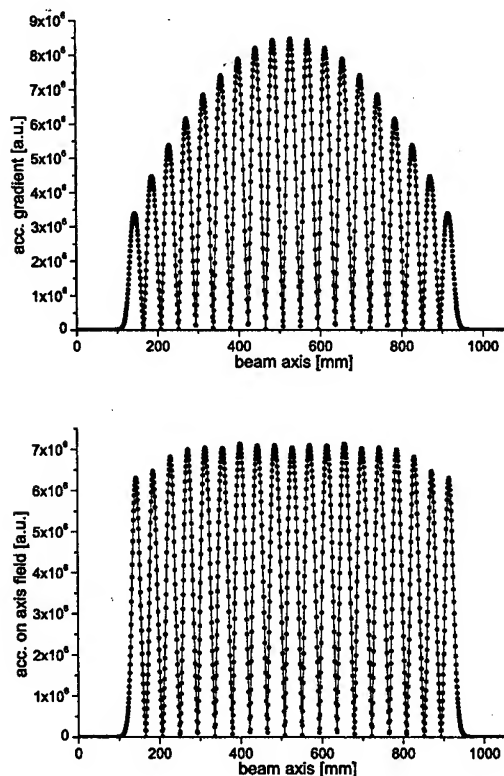 9x10⁶
8x10⁶
7x10⁶
6x10⁶
5x10⁶
4x10⁶
3x10⁶
2x10⁶
1x10⁶
0
acc. gradient [a.u.]
0 200 400 600 800 1000
beam axis [mm]
7x10⁶
6x10⁶
5x10⁶
4x10⁶
3x10⁶
2x10⁶
1x10⁶
0
acc. on axis field [a.u.]
0 200 400 600 800 1000
beam axis [mm]